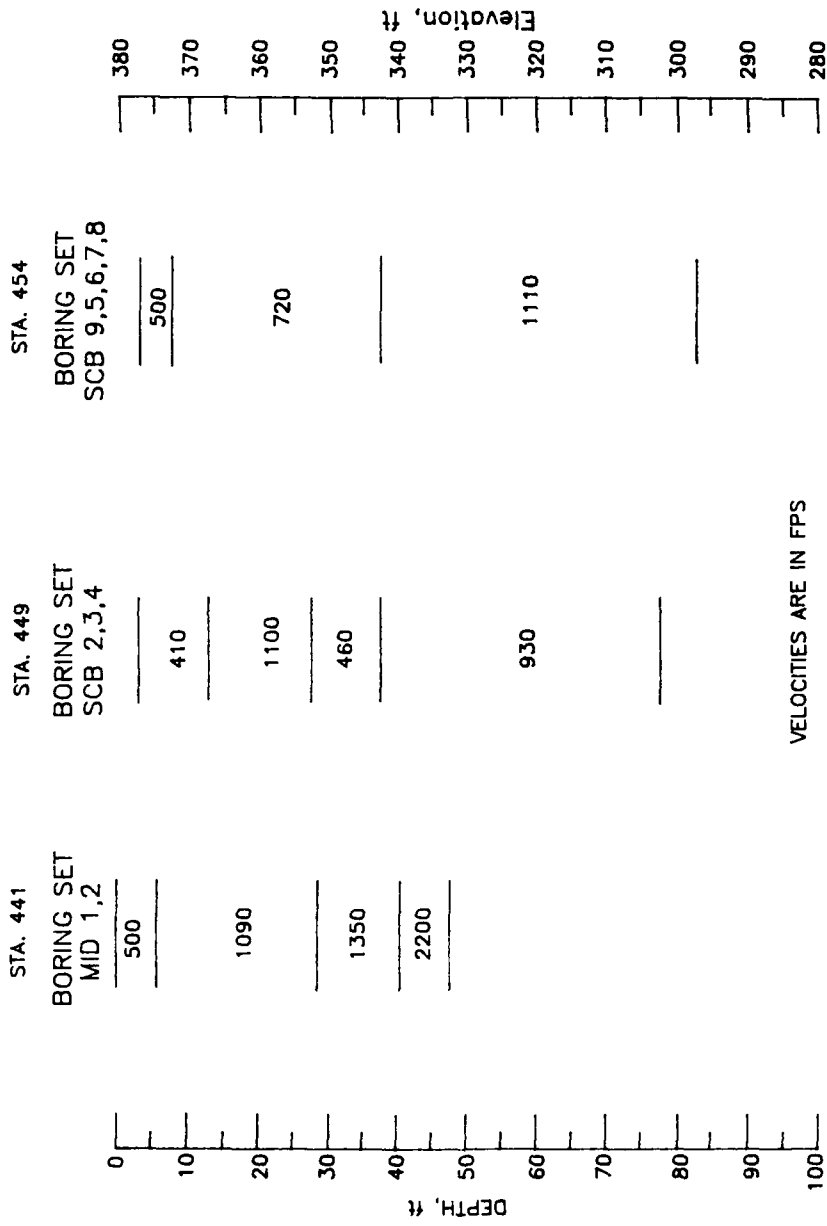 STA. 441
BORING SET
MID 1,2
500
1090
1350
2200
STA. 449
BORING SET
SCB 2,3,4
410
1100
460
930
STA. 454
BORING SET
SCB 9,5,6,7,8
500
720
1110
DEPTH, ft
0
10
20
30
40
50
60
70
80
90
100
Elevation, ft
380
370
360
350
340
330
320
310
300
290
280
VELOCITIES ARE IN FPS